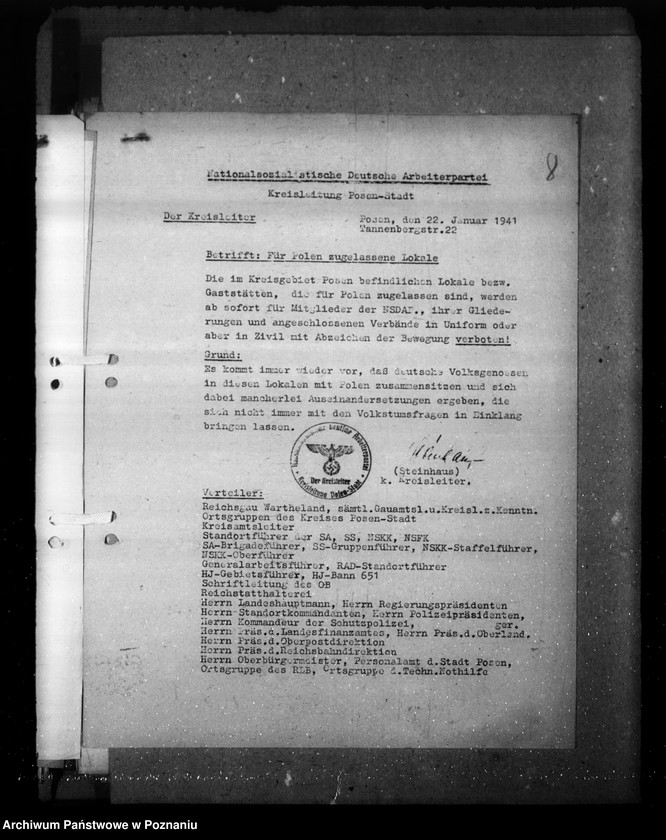 8
Nationalsozialistische Deutsche Arbeiterpartei
Kreisleitung Posen-Stadt
Der Kreisleiter
Posen, den 22. Januar 1941
Tannenbergstr.22
Betrifft: Für Polen zugelassene Lokale
Die im Kreisgebiet Posen befindlichen Lokale bezw.
Gaststätten, die für Polen zugelassen sind, werden
ab sofort für Mitglieder der NSDAP., ihrer Gliede-
rungen und angeschlossenen Verbände in Uniform oder
aber in Zivil mit Abzeichen der Bewegung verboten!
Grund:
Es kommt immer wieder vor, daß deutsche Volksgenossen
in diesen Lokalen mit Polen zusammensitzen und sich
dabei mancherlei Auseinandersetzungen ergeben, die
sich nicht immer mit den Volkstumsfragen in Einklang
bringen lassen.
Deutsche Arbeiterpartei
Der Kreisleiter
Kreisleitung Posen-Stadt
(Steinhaus)
k. Kreisleiter.
Verteiler:
Reichsgau Wartheland, sämtl.Gauamtsl.u.Kreisl.z.Kenntn.
Ortsgruppen des Kreises Posen-Stadt
Kreisamtsleiter
Standortführer der SA, SS, NSKK, NSFK
SA-Brigadeführer, SS-Gruppenführer, NSKK-Staffelführer,
NSKK-Oberführer
Generalarbeitsführer, RAD-Standortführer
HJ-Gebietsführer, HJ-Bann 651
Schriftleitung des OB
Reichstatthalterei
Herrn Landeshauptmann, Herrn Regierungspräsidenten
Herrn Standortkommandanten, Herrn Polizeipräsidenten,
Herrn Kommandeur der Schutzpolizei, ger.
Herrn Präs.d.Landesfinanzamtes, Herrn Präs.d.Oberland.
Herrn Präs.d.Oberpostdirektion
Herrn Präs.d.Reichsbahndirektion
Herrn Oberbürgermeister, Personalamt d.Stadt Posen,
Ortsgruppe des RLB, Ortsgruppe d.Techn.Nothilfe
Archiwum Państwowe w Poznaniu